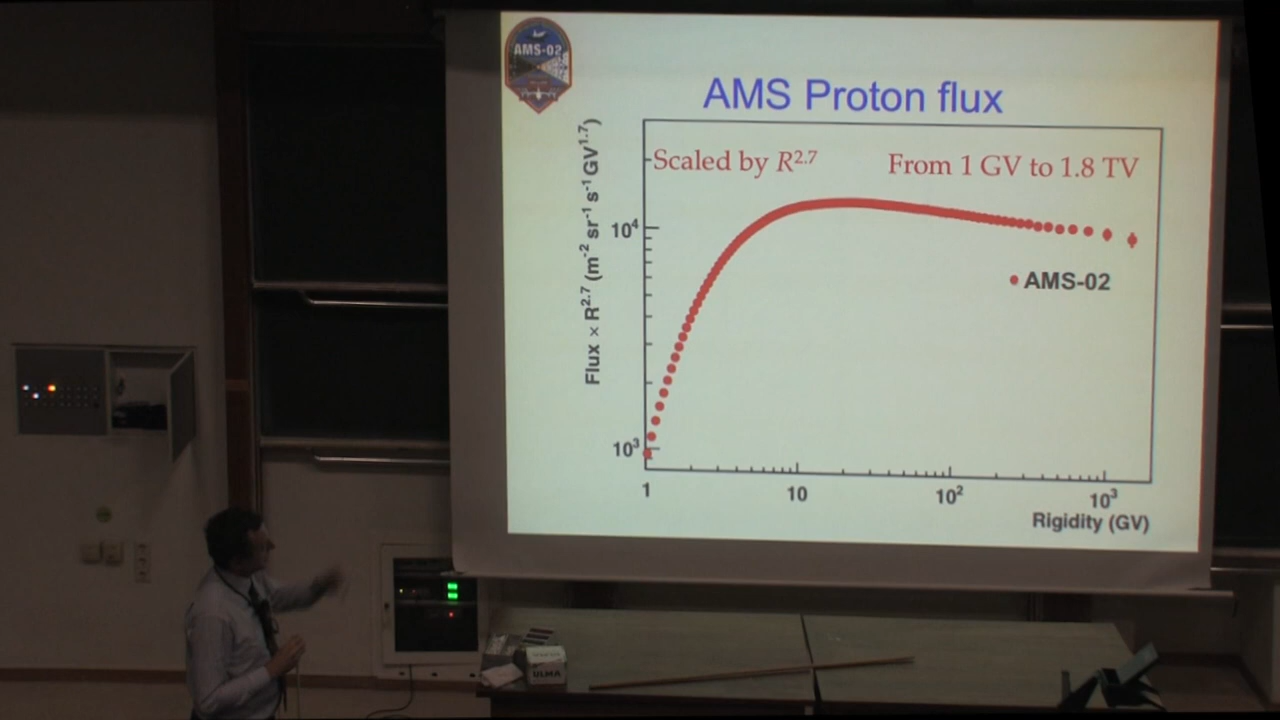 AMS-02
AMS Proton flux
Scaled by R^2.7
From 1 GV to 1.8 TV
Flux × R^2.7 (m^-2 sr^-1 s^-1 GV^1.7)
10^4
10^3
AMS-02
1
10
10^2
10^3
Rigidity (GV)
ULMA